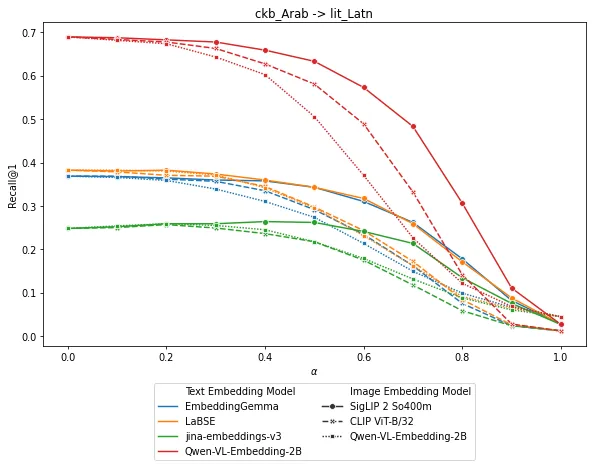 ckb_Arab -> lit_Latn
Recall@1
0.7
0.6
0.5
0.4
0.3
0.2
0.1
0.0
0.0 0.2 0.4 0.6 0.8 1.0
α
Text Embedding Model Image Embedding Model
EmbeddingGemma SigLIP 2 So400m
LaBSE CLIP ViT-B/32
jina-embeddings-v3 Qwen-VL-Embedding-2B
Qwen-VL-Embedding-2B